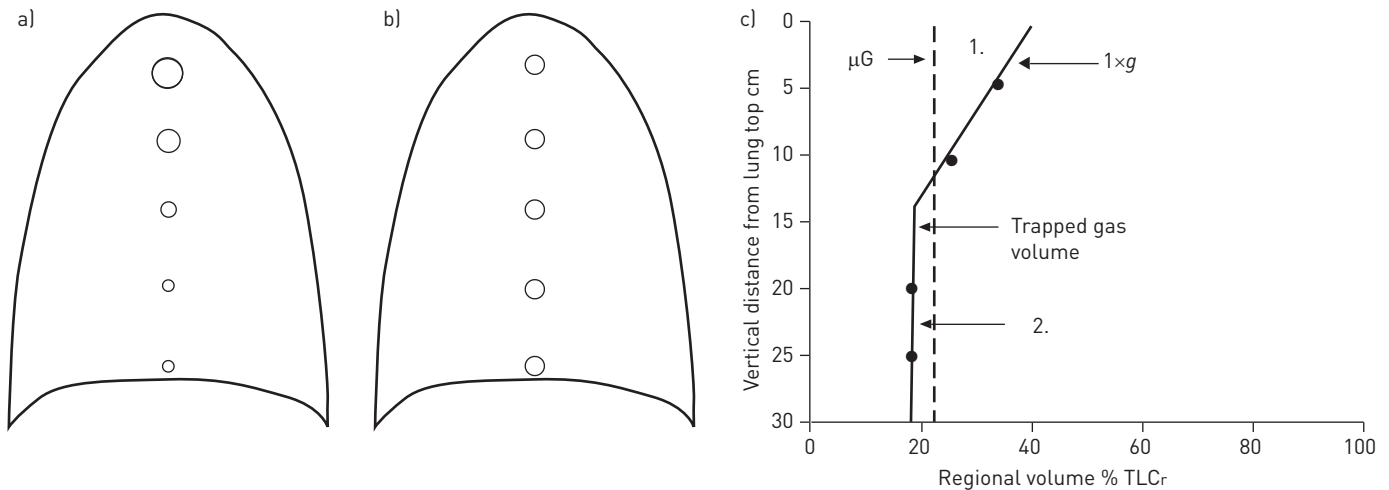 a)
b)
c)
Vertical distance from lung top cm
0
5
10
15
20
25
30
µG
1.
1×g
Trapped gas
volume
2.
0
20
40
60
80
100
Regional volume % TLCr